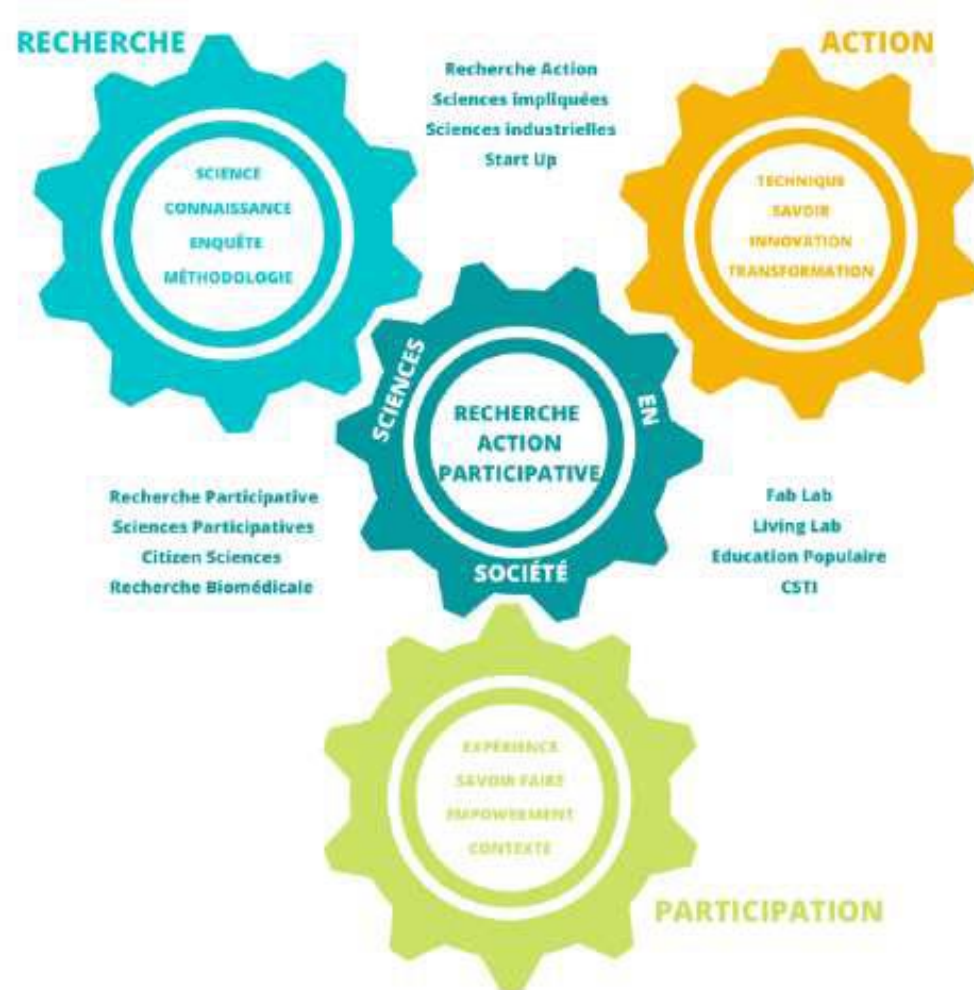 RECHERCHE
ACTION
Recherche Action
Sciences impliquées
Sciences industrielles
Start Up
SCIENCE
CONNAISSANCE
ENQUÊTE
MÉTHODOLOGIE
TECHNIQUE
SAVOIR
INNOVATION
TRANSFORMATION
SCIENCES
EN
SOCIÉTÉ
RECHERCHE
ACTION
PARTICIPATIVE
Recherche Participative
Sciences Participatives
Citizen Sciences
Recherche Biomédicale
Fab Lab
Living Lab
Education Populaire
CSTI
EXPÉRIENCE
SAVOIR FAIRE
EMPOWERMENT
CONTEXTE
PARTICIPATION